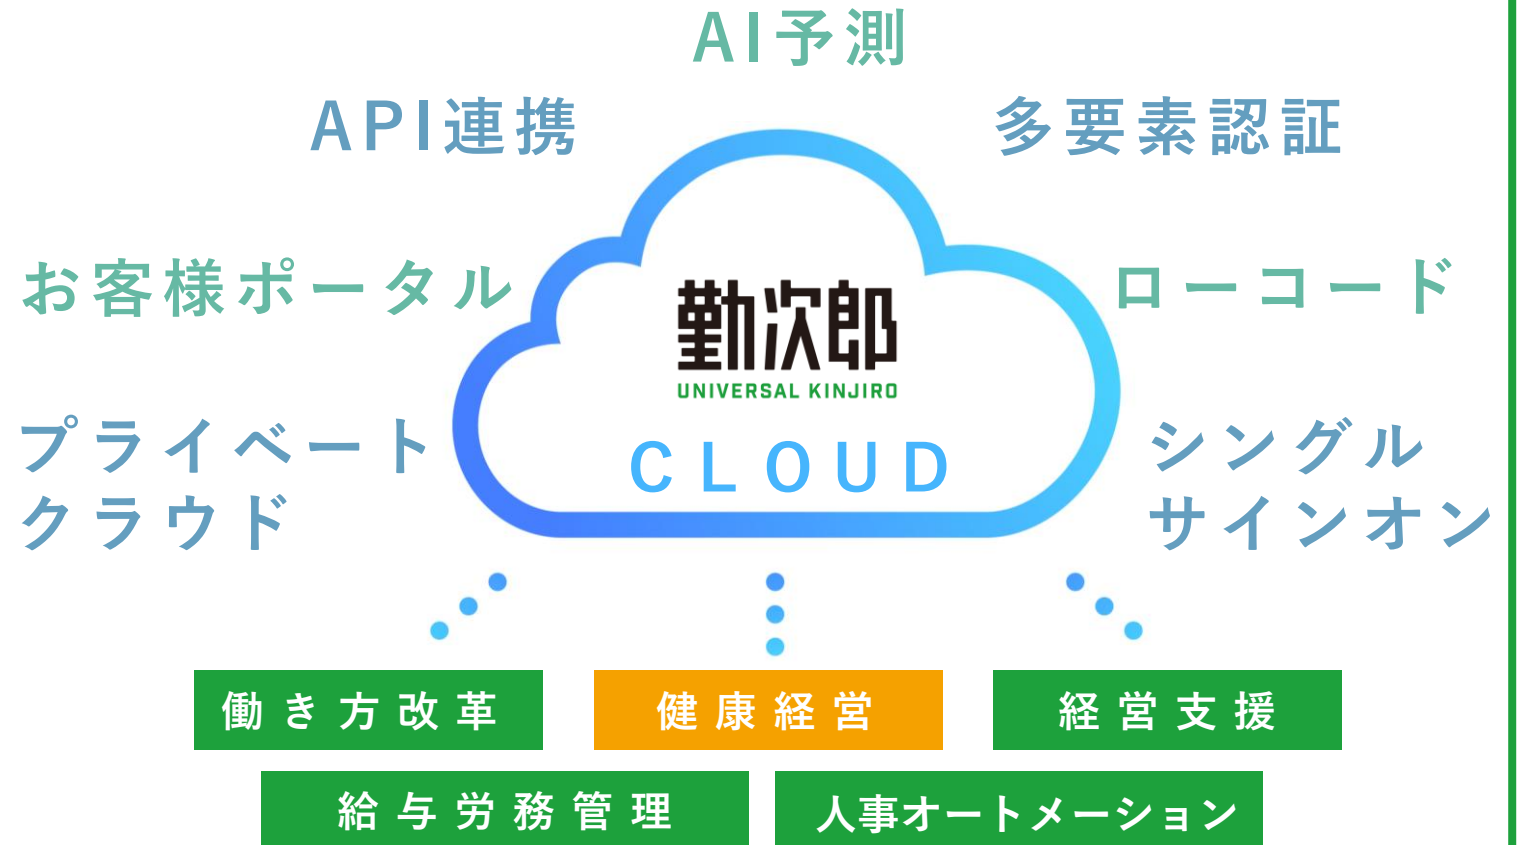 AI予測
API連携
多要素認証
お客様ポータル
ローコード
勤次郎
UNIVERSAL KINJIRO
CLOUD
プライベート
クラウド
シングル
サインオン
働き方改革
健康経営
経営支援
給与労務管理
人事オートメーション